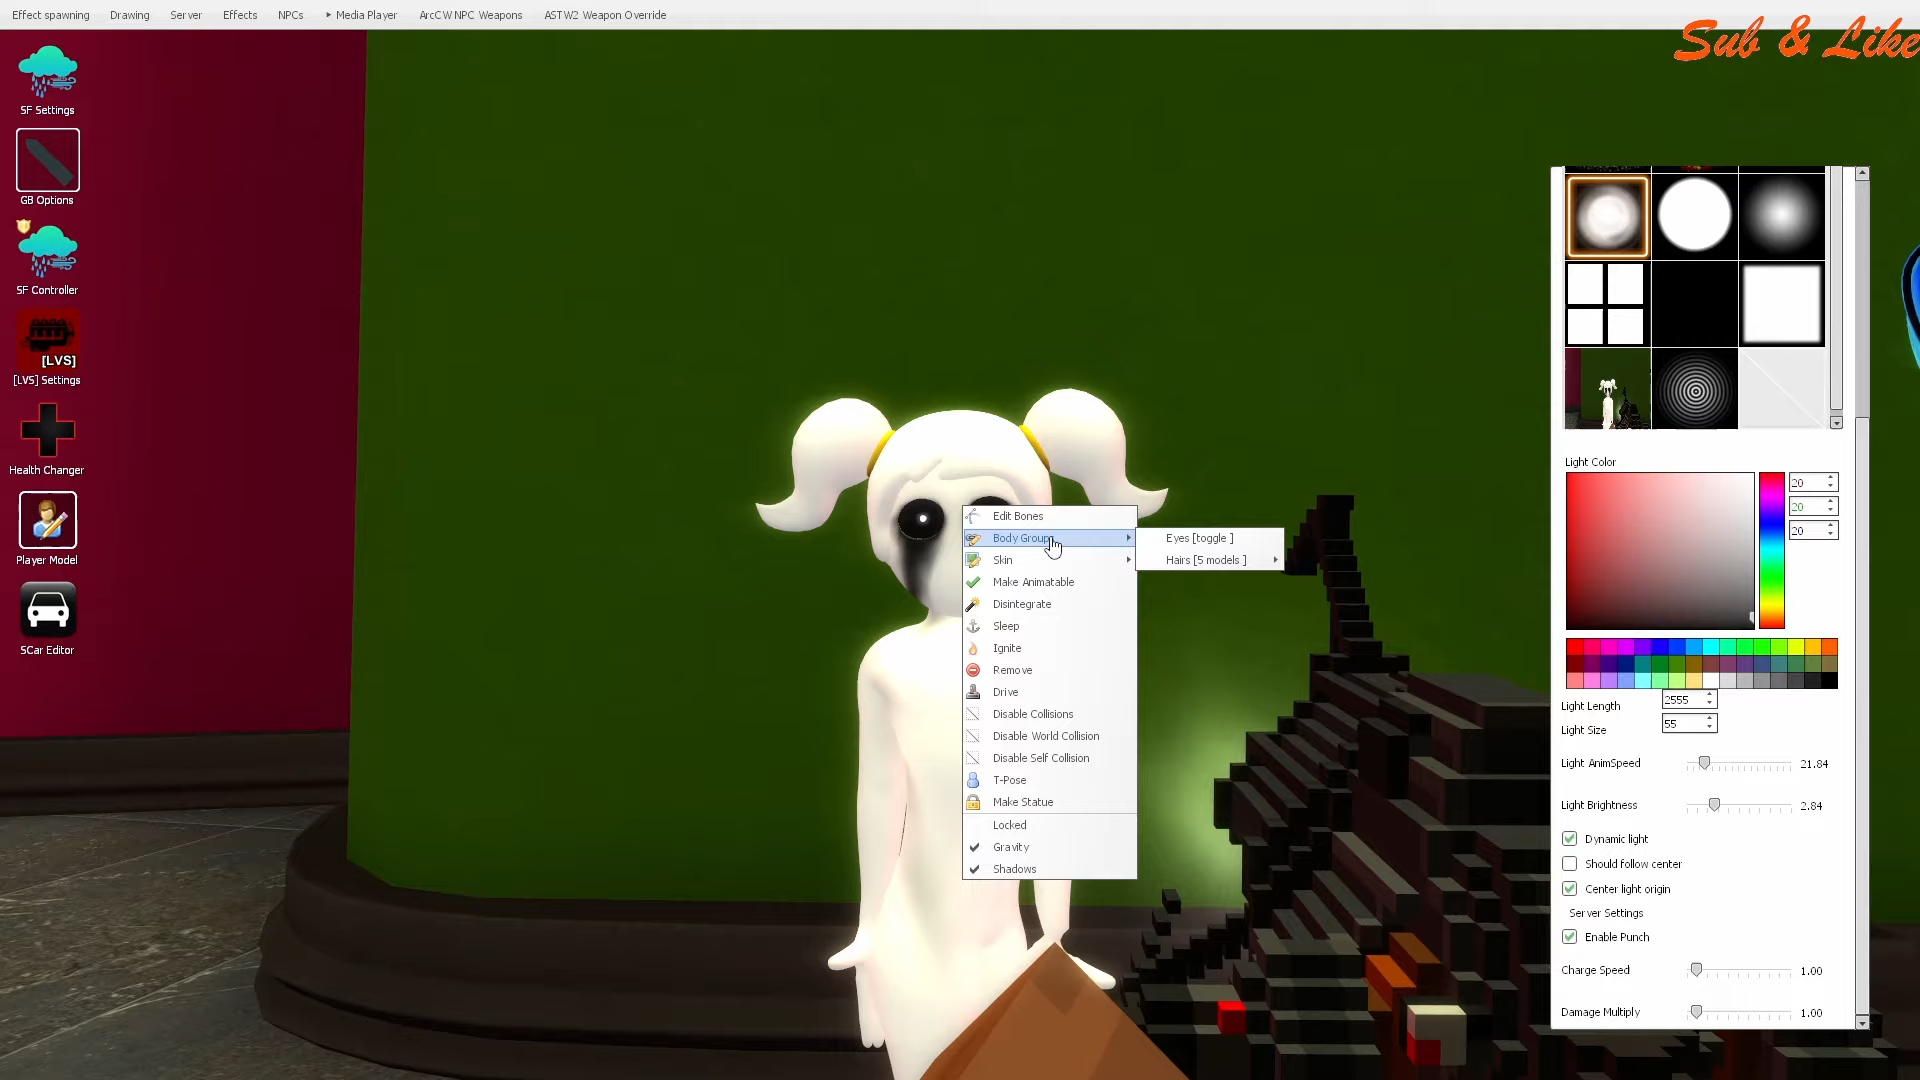 Effect spawning Drawing Server Effects NPCs Media Player ArcCW NPC Weapons ASTW2 Weapon Override
Sub & Like
SF Settings
GB Options
SF Controller
[LVS]
[LVS] Settings
Health Changer
Player Model
SCar Editor
Edit Bones
Body Group
Skin
Make Animatable
Disintegrate
Sleep
Ignite
Remove
Drive
Disable Collisions
Disable World Collision
Disable Self Collision
T-Pose
Make Statue
Locked
Gravity
Shadows
Eyes [toggle ]
Hairs [5 models ]
Light Color
20
20
20
Light Length 2555
Light Size 55
Light AnimSpeed 21.84
Light Brightness 2.84
Dynamic light
Should follow center
Center light origin
Server Settings
Enable Punch
Charge Speed 1.00
Damage Multiply 1.00